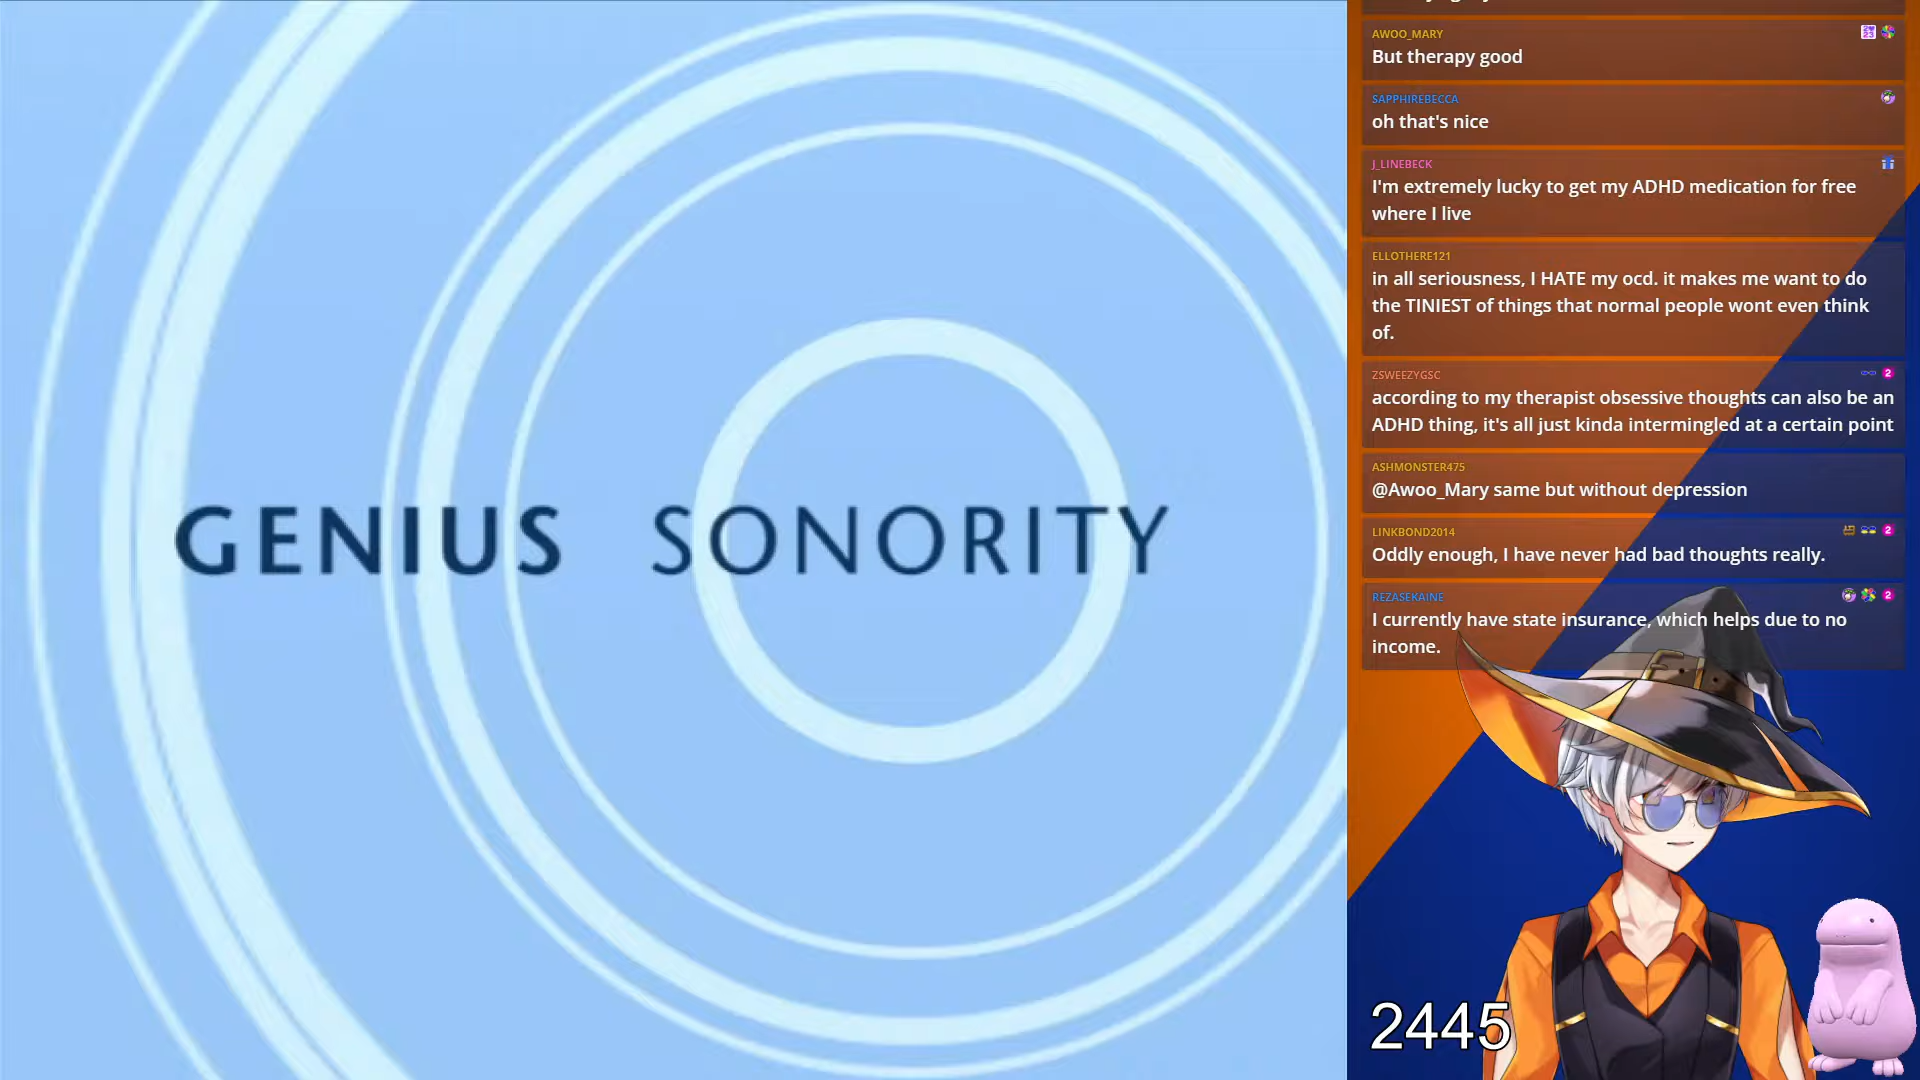 GENIUS SONORITY
AWOO_MARY
But therapy good
SAPPHIREBECCA
oh that's nice
J_LINEBECK
I'm extremely lucky to get my ADHD medication for free
where I live
ELLOTHERE121
in all seriousness, I HATE my ocd. it makes me want to do
the TINIEST of things that normal people wont even think
of.
ZSWEEZYGSC
according to my therapist obsessive thoughts can also be an
ADHD thing, it's all just kinda intermingled at a certain point
ASHMONSTER475
@Awoo_Mary same but without depression
LINKBOND2014
Oddly enough, I have never had bad thoughts really.
REZASEKAINE
I currently have state insurance, which helps due to no
income.
2445